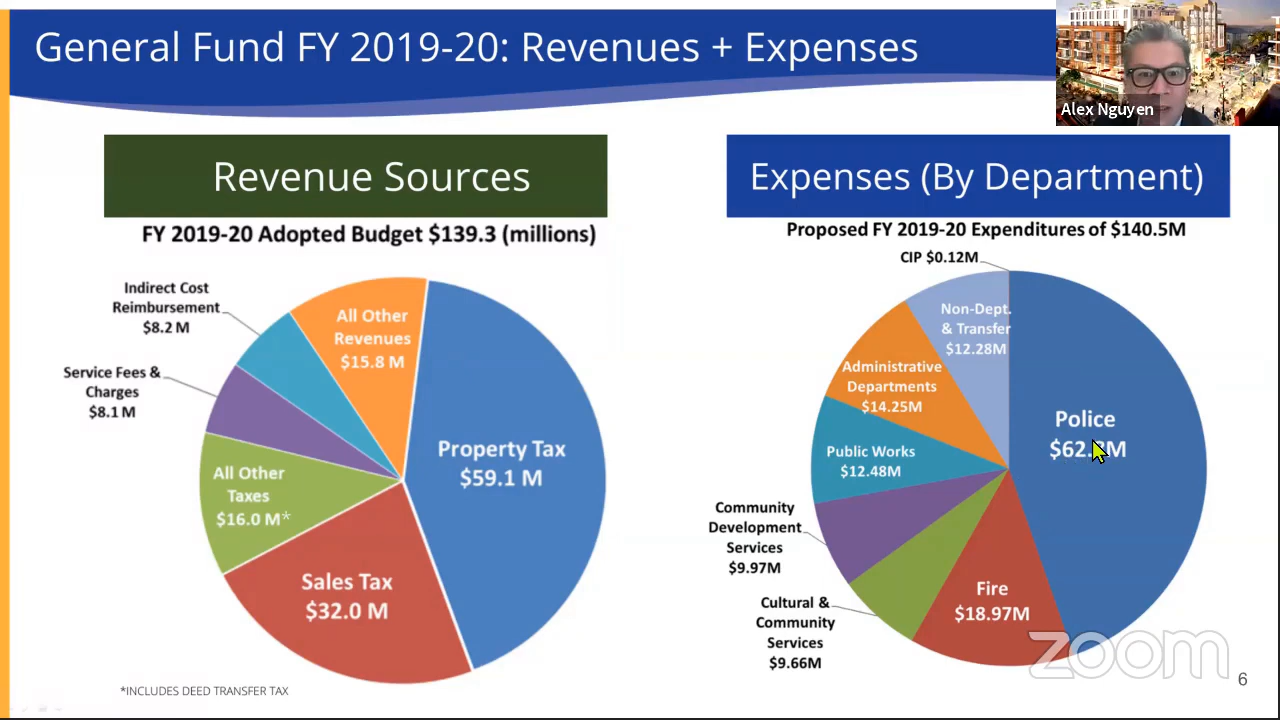 General Fund FY 2019-20: Revenues + Expenses
Alex Nguyen
Revenue Sources
FY 2019-20 Adopted Budget $139.3 (millions)
Indirect Cost
Reimbursement
$8.2 M
All Other
Revenues
$15.8 M
Service Fees &
Charges
$8.1 M
Property Tax
$59.1 M
All Other
Taxes
$16.0 M*
Sales Tax
$32.0 M
*INCLUDES DEED TRANSFER TAX
Expenses (By Department)
Proposed FY 2019-20 Expenditures of $140.5M
CIP $0.12M
Non-Dept.
& Transfer
$12.28M
Administrative
Departments
$14.25M
Police
Public Works
$12.48M
Community
Development
Services
$9.97M
Fire
$18.97M
Cultural &
Community
Services
$9.66M
zoom
6